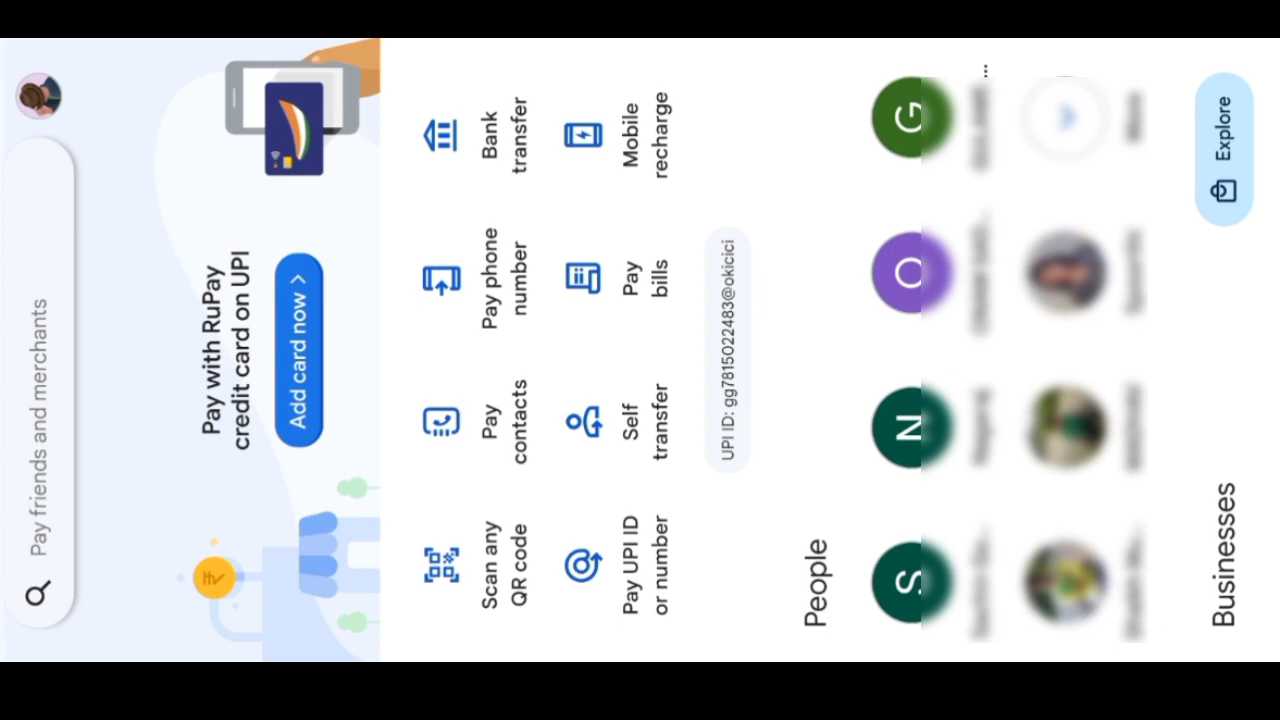 Pay friends and merchants
Pay with RuPay
credit card on UPI
Add card now >
Scan any
QR code
Pay
contacts
Pay phone
number
Bank
transfer
Pay UPI ID
or number
Self
transfer
Pay
bills
Mobile
recharge
UPI ID: gg7815022483@okicici
People
S
N
O
G
Businesses
Explore